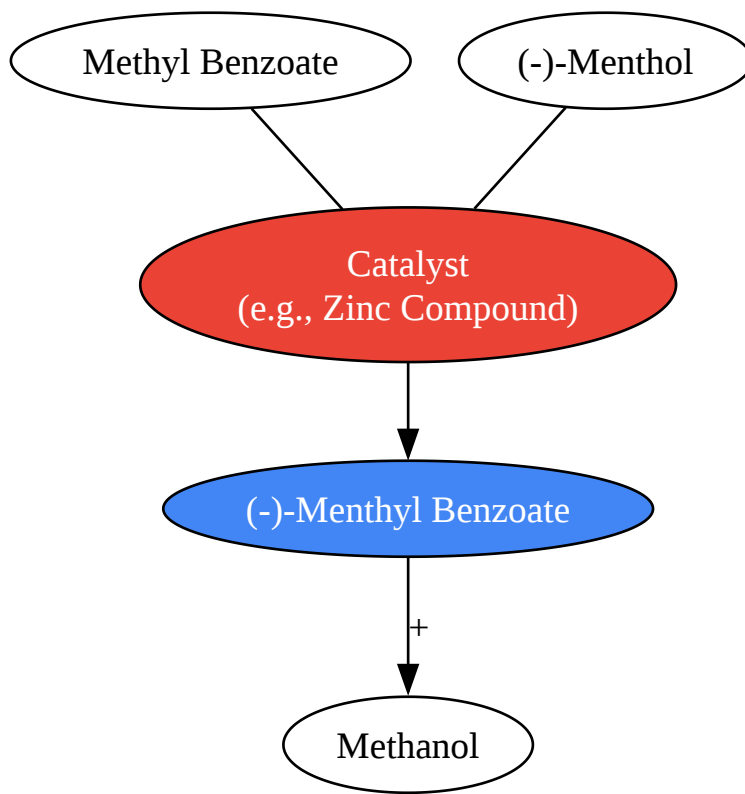 Methyl Benzoate
(-)-Menthol
Catalyst
(e.g., Zinc Compound)
(-)-Menthyl Benzoate
+
Methanol